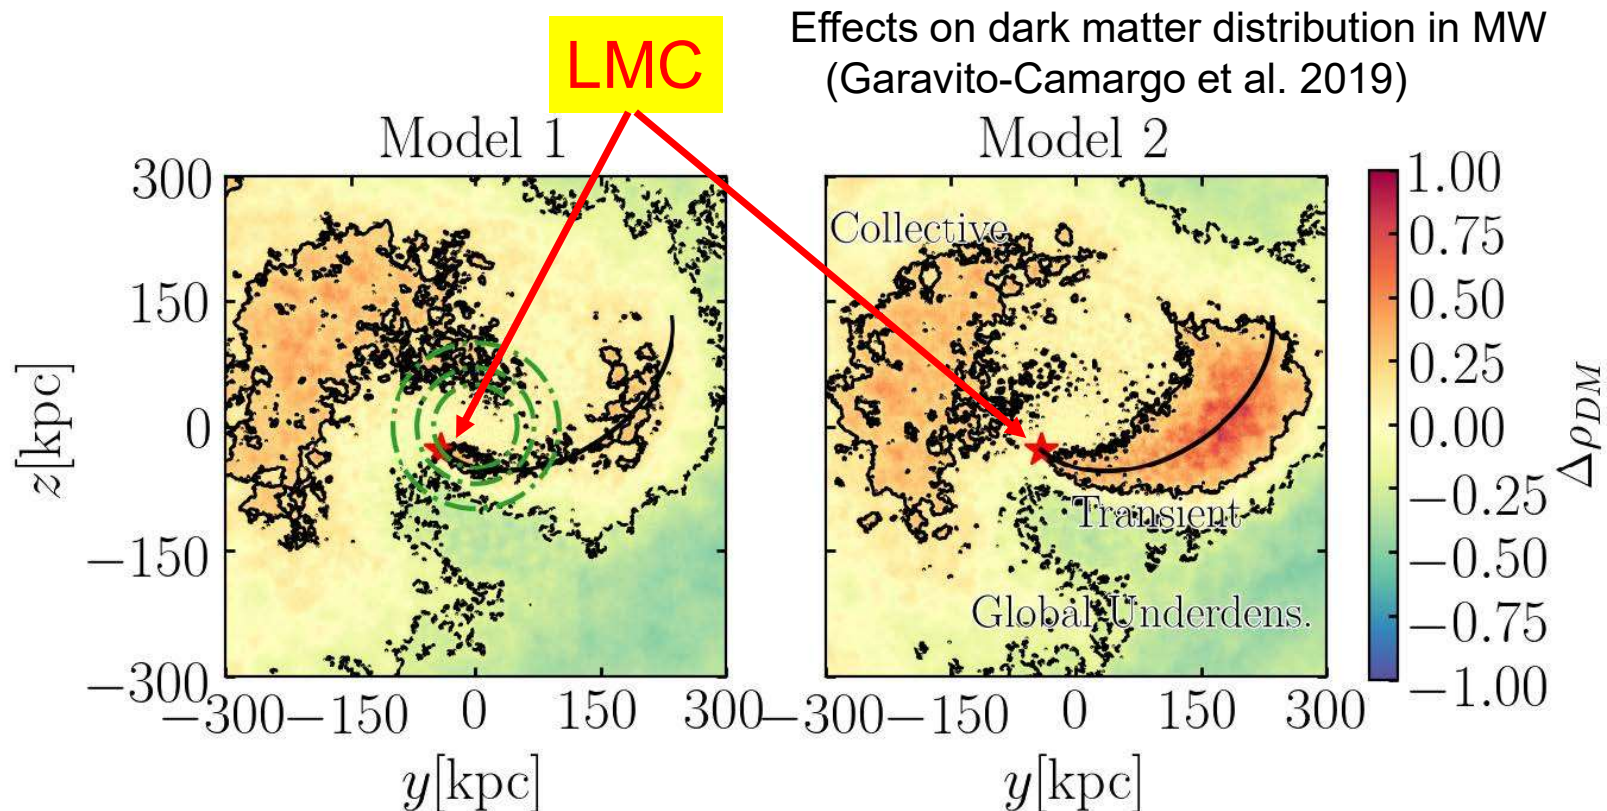 LMC
Effects on dark matter distribution in MW
(Garavito-Camargo et al. 2019)
Model 1
Model 2
300
150
0
−150
−300
z[kpc]
−300
−150
0
150
300
y[kpc]
Collective
Transient
Global Underdens.
−300
−150
0
150
300
y[kpc]
1.00
0.75
0.50
0.25
0.00
−0.25
−0.50
−0.75
−1.00
Δρ_DM